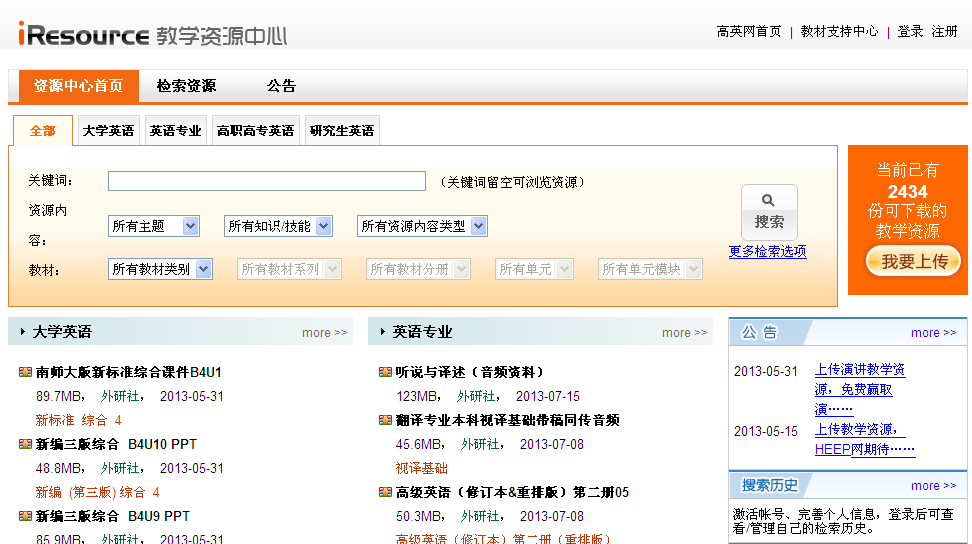 iResource 教学资源中心
高英网首页 | 教材支持中心 | 登录 注册
资源中心首页 检索资源 公告
全部 大学英语 英语专业 高职高专英语 研究生英语
关键词： （关键词留空可浏览资源）
资源内
容： 所有主题 所有知识/技能 所有资源内容类型
教材： 所有教材类别 所有教材系列 所有教材分册 所有单元 所有单元模块
搜索
更多检索选项
当前已有
2434
份可下载的
教学资源
我要上传
大学英语 more >>
南师大版新标准综合课件B4U1
89.7MB， 外研社， 2013-05-31
新标准 综合 4
新编三版综合 B4U10 PPT
48.8MB， 外研社， 2013-05-31
新编（第三版) 综合 4
新编三版综合 B4U9 PPT
85.9MB， 外研社， 2013-05-31
英语专业 more >>
听说与译述（音频资料）
123MB， 外研社， 2013-07-15
翻译专业本科视译基础带稿同传音频
45.6MB， 外研社， 2013-07-08
视译基础
高级英语（修订本&重排版）第二册05
50.3MB， 外研社， 2013-07-08
高级英语（修订本）第二册（重排版）
公 告 more >>
2013-05-31 上传演讲教学资
源，免费赢取
演……
2013-05-15 上传教学资源，
HEEP网期待……
搜索历史 more >>
激活帐号、完善个人信息，登录后可查
看/管理自己的检索历史。